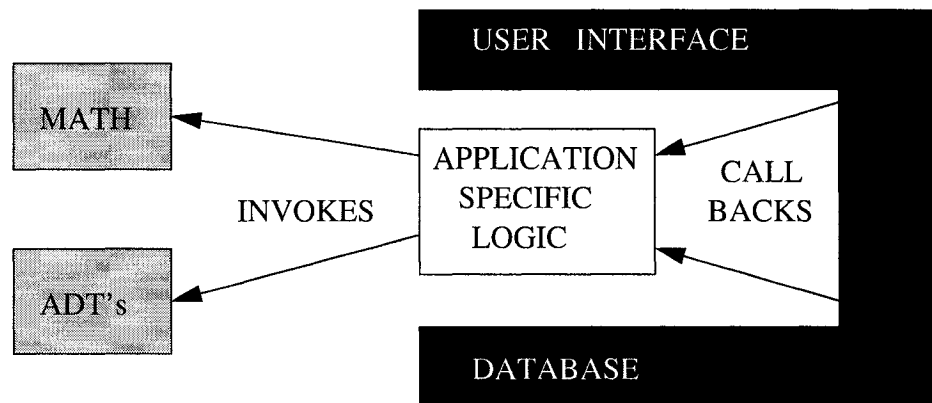 USER INTERFACE
MATH
APPLICATION
SPECIFIC
LOGIC
CALL
BACKS
INVOKES
ADT's
DATABASE